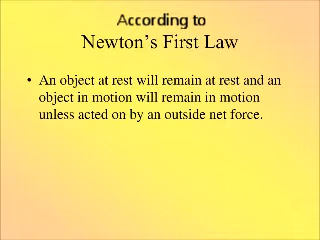 According to
Newton's First Law
• An object at rest will remain at rest and an
object in motion will remain in motion
unless acted on by an outside net force.